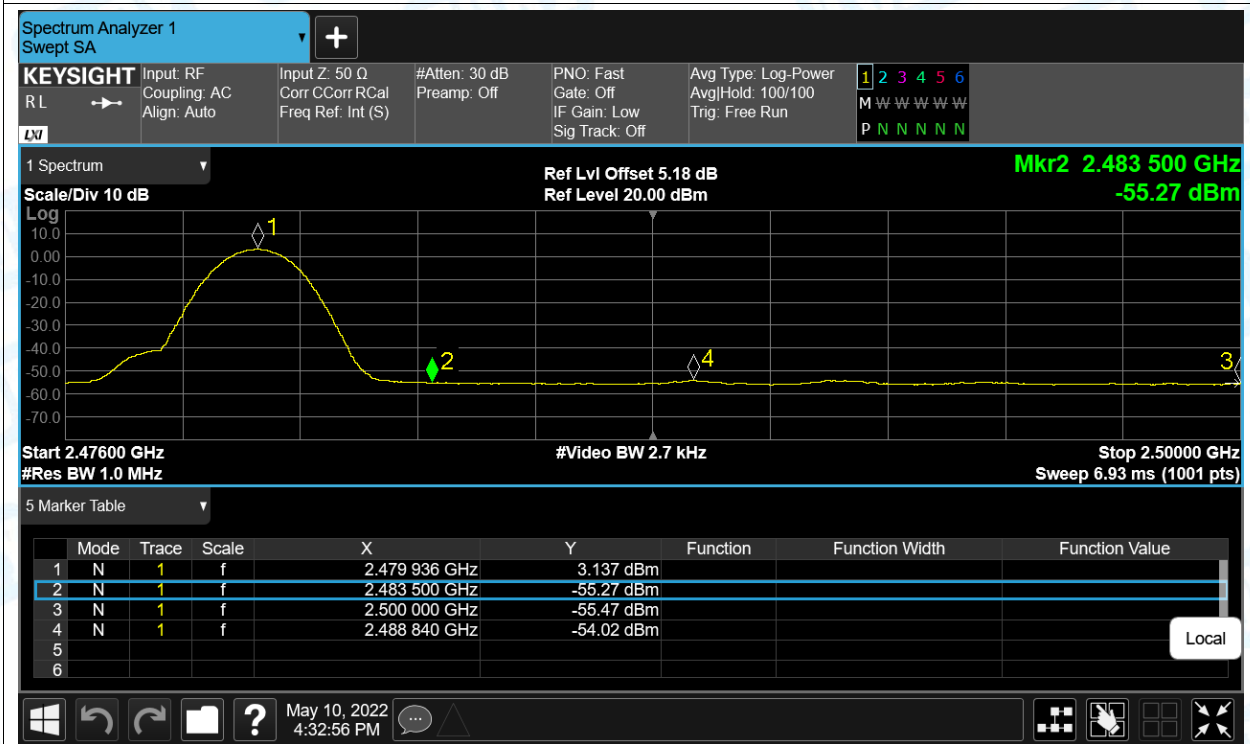 Spectrum Analyzer 1
Swept SA
KEYSIGHT
R L
LXI
Input: RF
Coupling: AC
Align: Auto
Input Z: 50 Ω
Corr CCorr RCal
Freq Ref: Int (S)
#Atten: 30 dB
Preamp: Off
PNO: Fast
Gate: Off
IF Gain: Low
Sig Track: Off
Avg Type: Log-Power
Avg|Hold: 100/100
Trig: Free Run
1 2 3 4 5 6
M W W W W W
P N N N N N
1 Spectrum
Scale/Div 10 dB
Ref Lvl Offset 5.18 dB
Ref Level 20.00 dBm
Mkr2 2.483 500 GHz
-55.27 dBm
Log
10.0
0.00
-10.0
-20.0
-30.0
-40.0
-50.0
-60.0
-70.0
1
2
4
3
Start 2.47600 GHz
#Res BW 1.0 MHz
#Video BW 2.7 kHz
Stop 2.50000 GHz
Sweep 6.93 ms (1001 pts)
5 Marker Table
Mode Trace Scale X Y Function Function Width Function Value
1 N 1 f 2.479 936 GHz 3.137 dBm
2 N 1 f 2.483 500 GHz -55.27 dBm
3 N 1 f 2.500 000 GHz -55.47 dBm
4 N 1 f 2.488 840 GHz -54.02 dBm
5
6
Local
?
May 10, 2022
4:32:56 PM